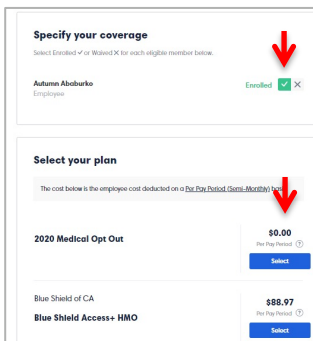 Specify your coverage
Select Enrolled ✓ or Waived ✕ for each eligible member below.
Autumn Ababurko
Employee
Enrolled ✓ ✕
Select your plan
The cost below is the employee cost deducted on a Per Pay Period (Semi-Monthly)
2020 Medical Opt Out
$0.00
Per Pay Period ?
Select
Blue Shield of CA
Blue Shield Access+ HMO
$88.97
Per Pay Period ?
Select